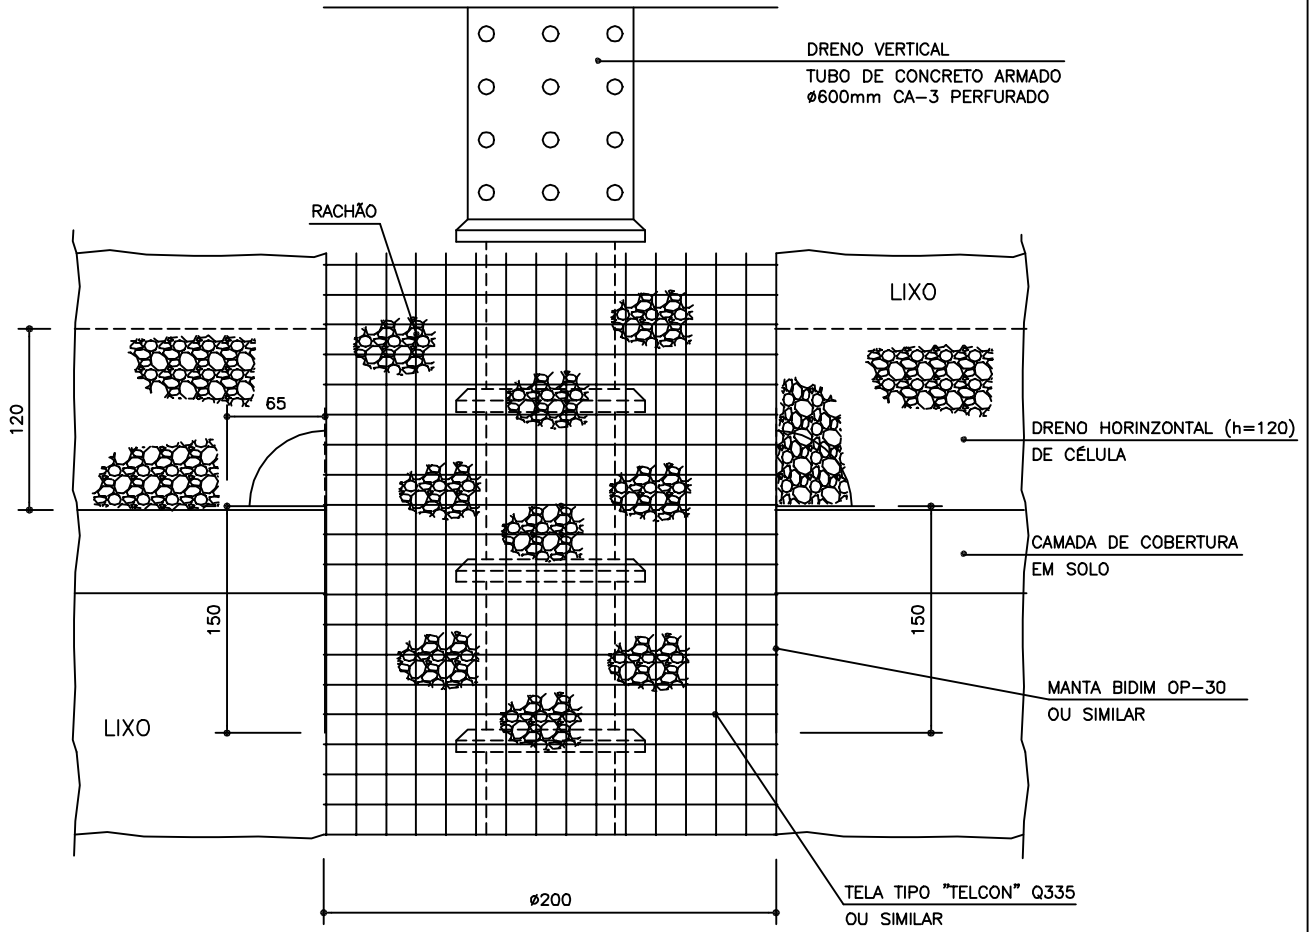 DRENO VERTICAL
TUBO DE CONCRETO ARMADO
ø600mm CA-3 PERFURADO
RACHÃO
LIXO
120
65
DRENO HORINZONTAL (h=120)
DE CÉLULA
CAMADA DE COBERTURA
EM SOLO
150
150
MANTA BIDIM OP-30
OU SIMILAR
LIXO
TELA TIPO "TELCON" Q335
OU SIMILAR
ø200